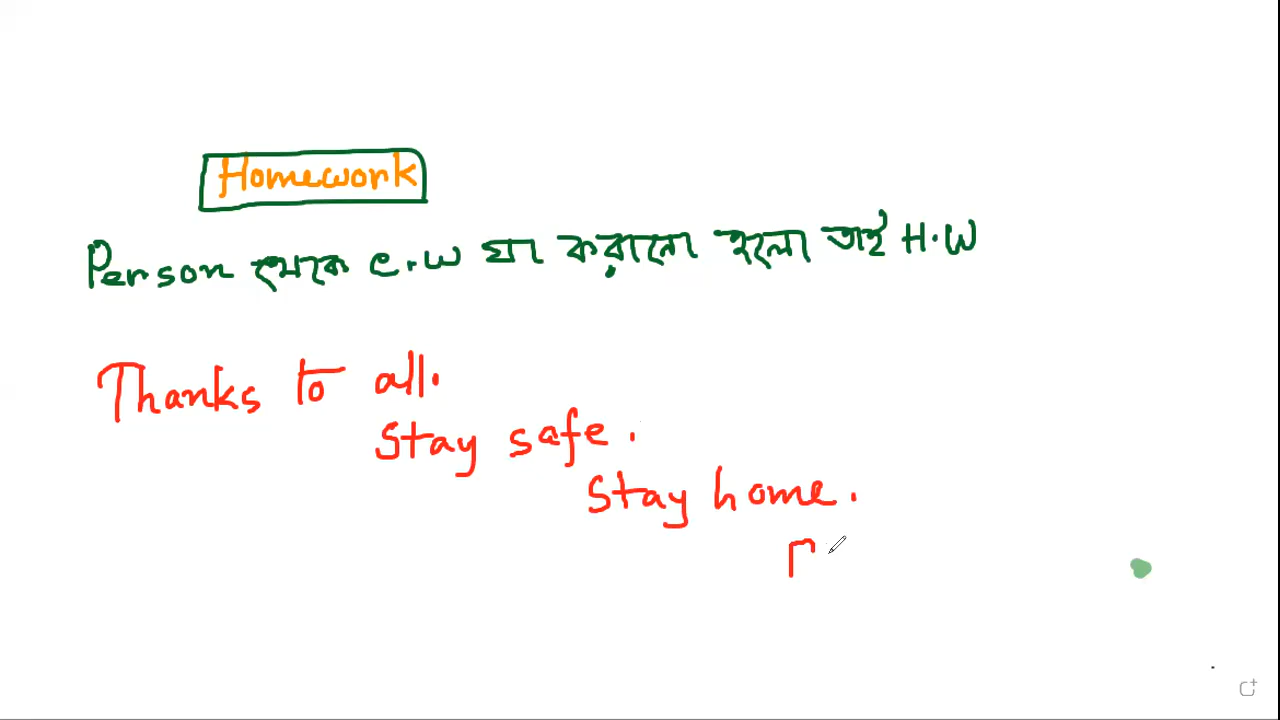 Homework
Person থেকে C.W যা করানো হলো তাই H.W
Thanks to all.
Stay safe.
Stay home.